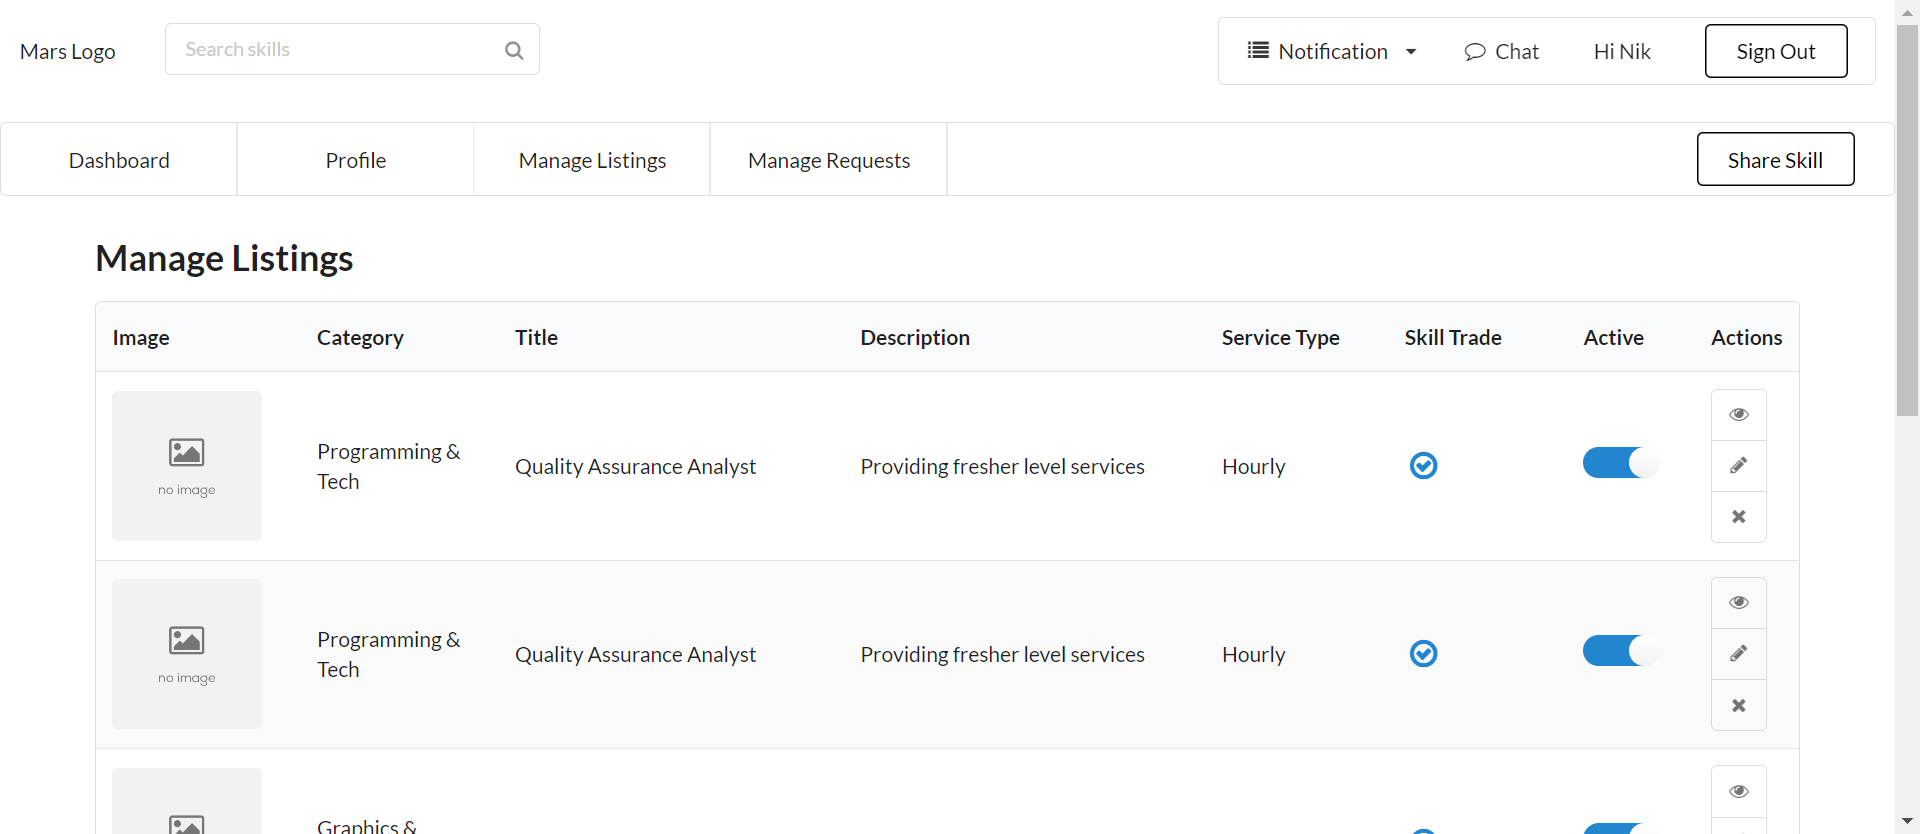 Mars Logo
Search skills
Notification
Chat
Hi Nik
Sign Out
Dashboard
Profile
Manage Listings
Manage Requests
Share Skill
Manage Listings
Image
Category
Title
Description
Service Type
Skill Trade
Active
Actions
no image
Programming &
Tech
Quality Assurance Analyst
Providing fresher level services
Hourly
no image
Programming &
Tech
Quality Assurance Analyst
Providing fresher level services
Hourly
Graphics &